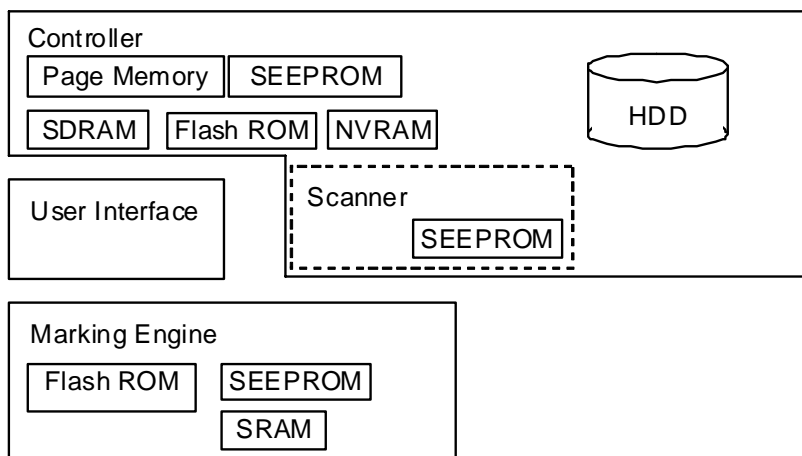 Controller
Page Memory SEEPROM
SDRAM Flash ROM NVRAM
HDD
User Interface
Scanner
SEEPROM
Marking Engine
Flash ROM SEEPROM
SRAM